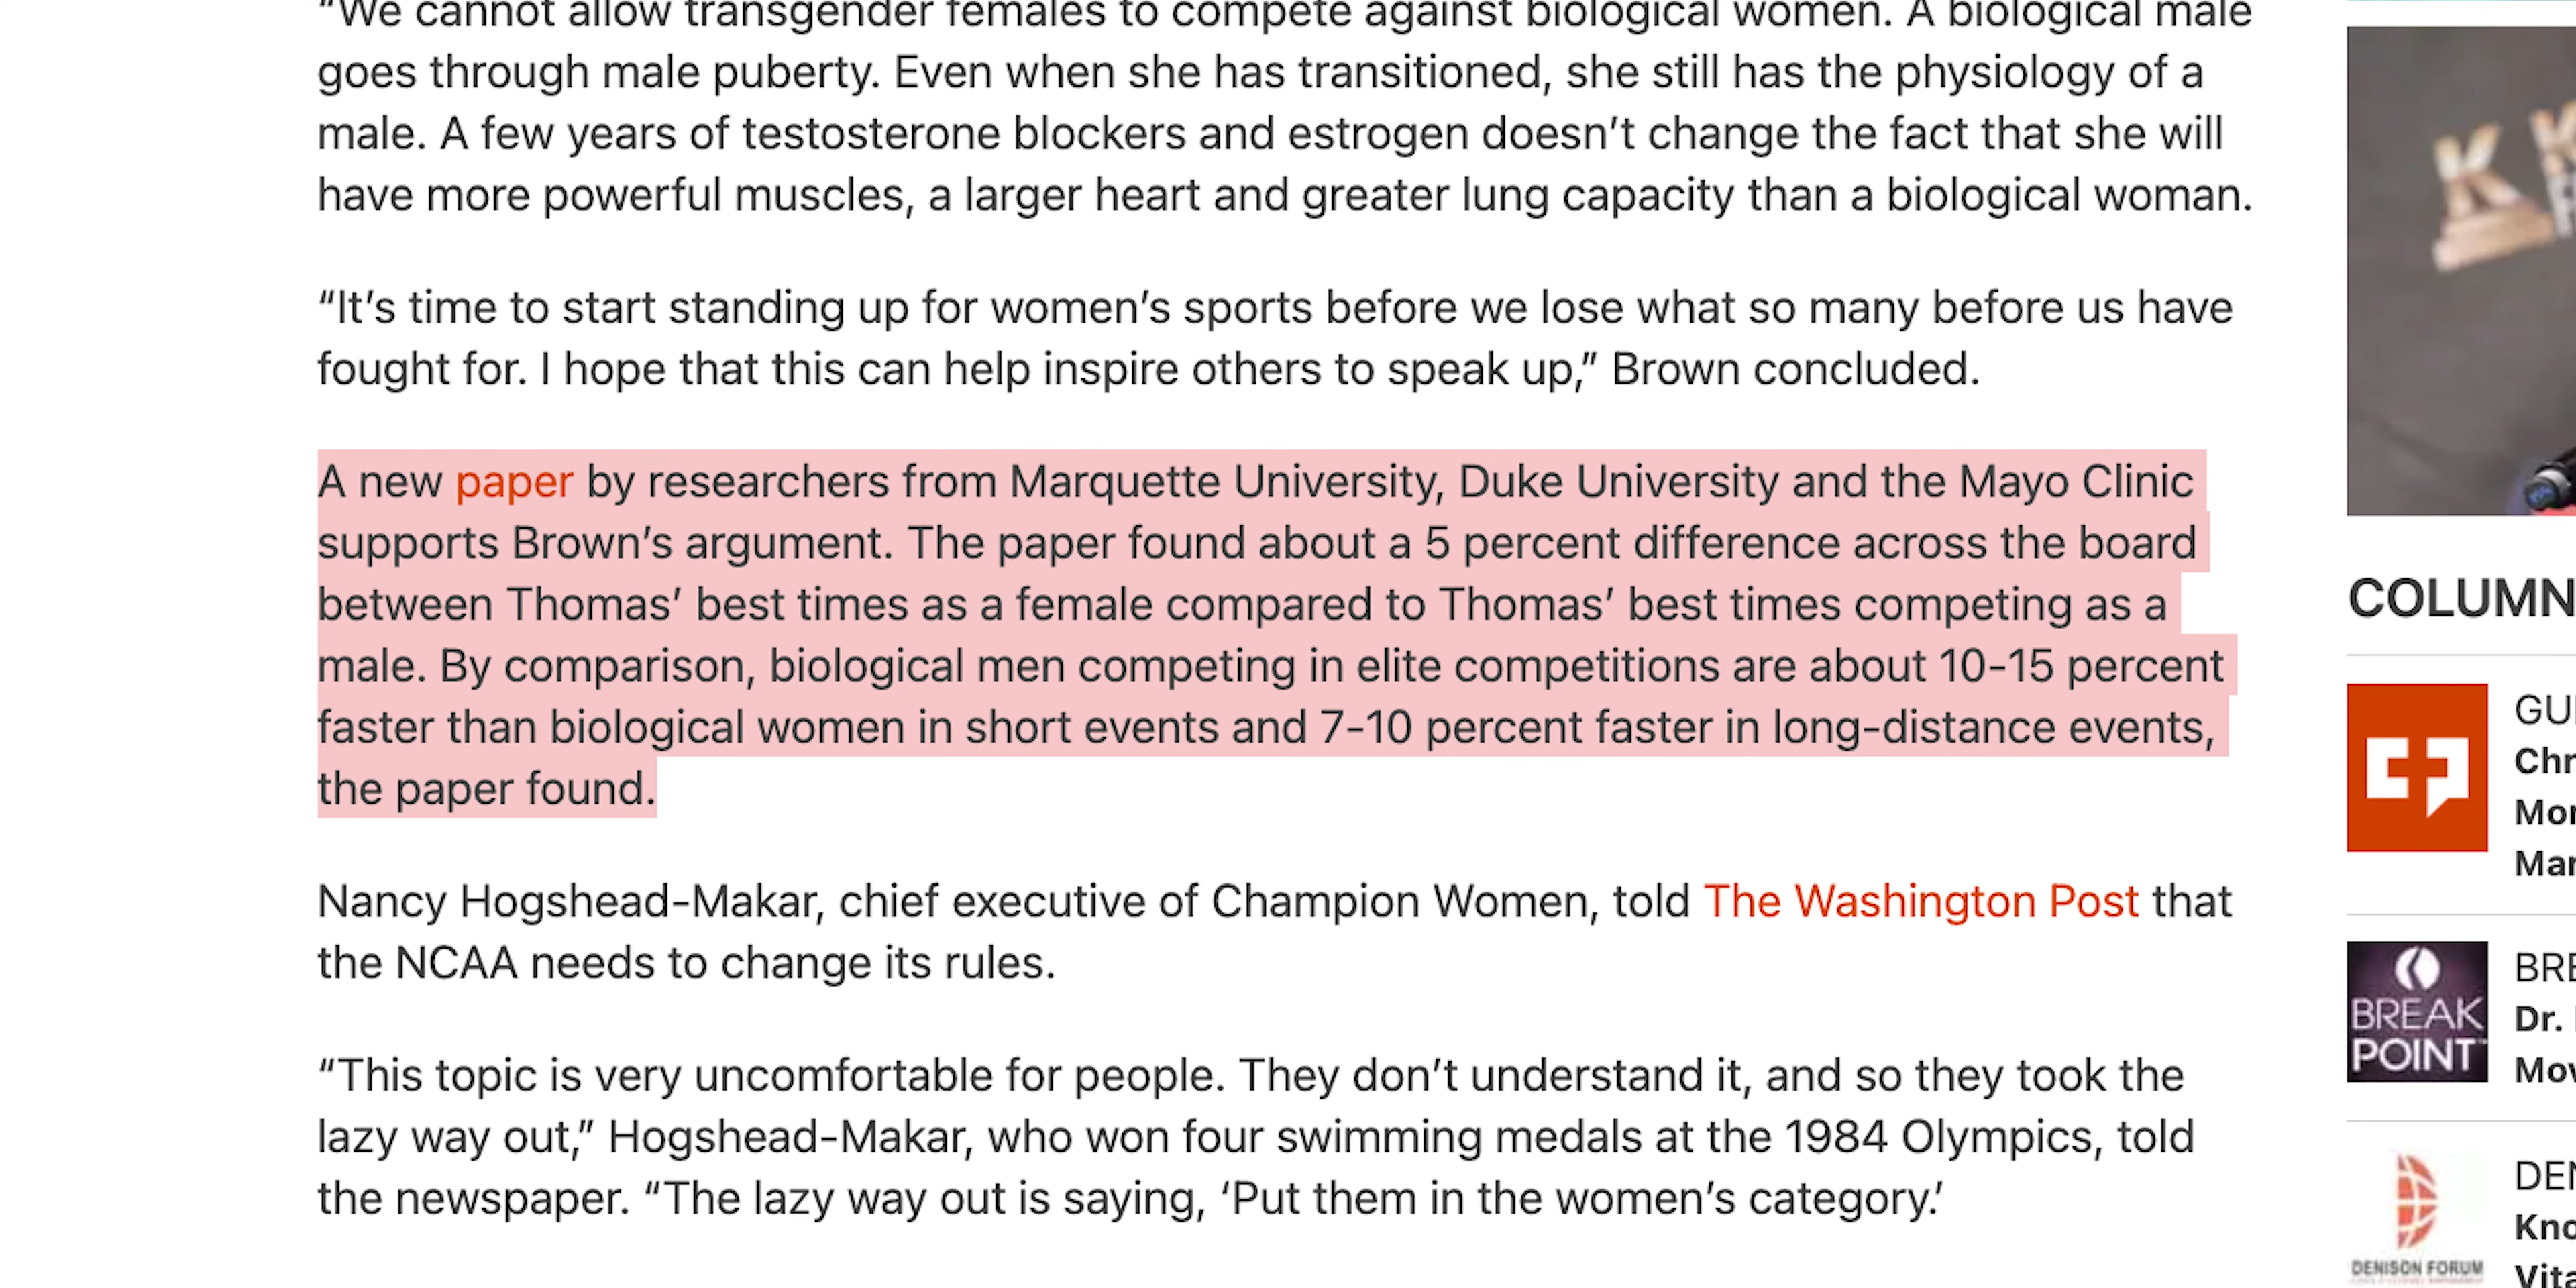 “We cannot allow transgender females to compete against biological women. A biological male
goes through male puberty. Even when she has transitioned, she still has the physiology of a
male. A few years of testosterone blockers and estrogen doesn’t change the fact that she will
have more powerful muscles, a larger heart and greater lung capacity than a biological woman.
“It’s time to start standing up for women’s sports before we lose what so many before us have
fought for. I hope that this can help inspire others to speak up,” Brown concluded.
A new paper by researchers from Marquette University, Duke University and the Mayo Clinic
supports Brown’s argument. The paper found about a 5 percent difference across the board
between Thomas’ best times as a female compared to Thomas’ best times competing as a
male. By comparison, biological men competing in elite competitions are about 10-15 percent
faster than biological women in short events and 7-10 percent faster in long-distance events,
the paper found.
Nancy Hogshead-Makar, chief executive of Champion Women, told The Washington Post that
the NCAA needs to change its rules.
“This topic is very uncomfortable for people. They don’t understand it, and so they took the
lazy way out,” Hogshead-Makar, who won four swimming medals at the 1984 Olympics, told
the newspaper. “The lazy way out is saying, ‘Put them in the women’s category.’
COLUMN
GU
Chr
Mor
Mar
BREAK
POINT
BRE
Dr.
Mov
DENISON FORUM
DEN
Kno
Vita